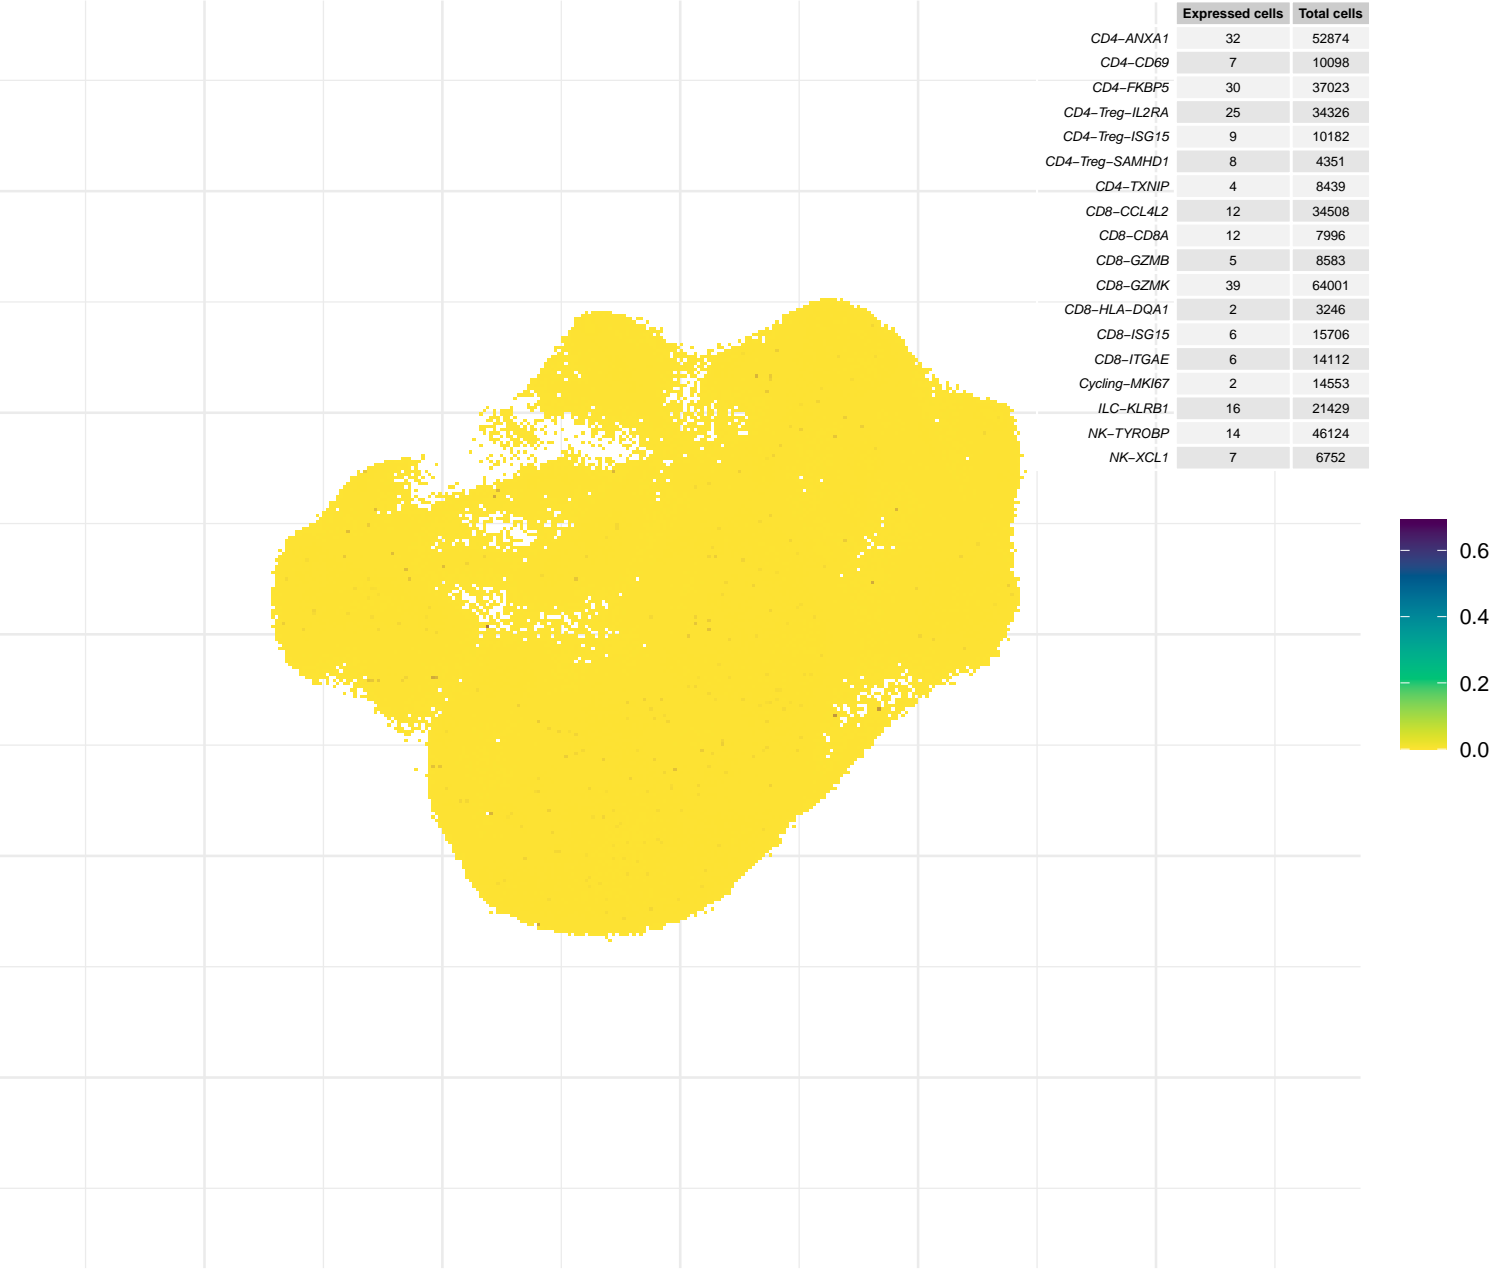 Expressed cells Total cells
CD4−ANXA1 32 52874
CD4−CD69 7 10098
CD4−FKBP5 30 37023
CD4−Treg−IL2RA 25 34326
CD4−Treg−ISG15 9 10182
CD4−Treg−SAMHD1 8 4351
CD4−TXNIP 4 8439
CD8−CCL4L2 12 34508
CD8−CD8A 12 7996
CD8−GZMB 5 8583
CD8−GZMK 39 64001
CD8−HLA−DQA1 2 3246
CD8−ISG15 6 15706
CD8−ITGAE 6 14112
Cycling−MKI67 2 14553
ILC−KLRB1 16 21429
NK−TYROBP 14 46124
NK−XCL1 7 6752
0.6
0.4
0.2
0.0